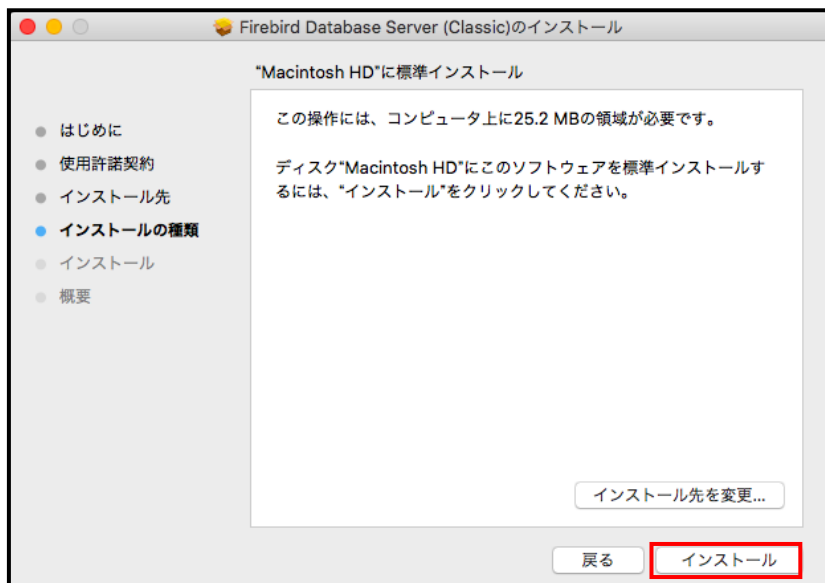 Firebird Database Server (Classic)のインストール
“Macintosh HD”に標準インストール
はじめに
使用許諾契約
インストール先
インストールの種類
インストール
概要
この操作には、コンピュータ上に25.2 MBの領域が必要です。
ディスク“Macintosh HD”にこのソフトウェアを標準インストールす
るには、“インストール”をクリックしてください。
インストール先を変更...
戻る
インストール